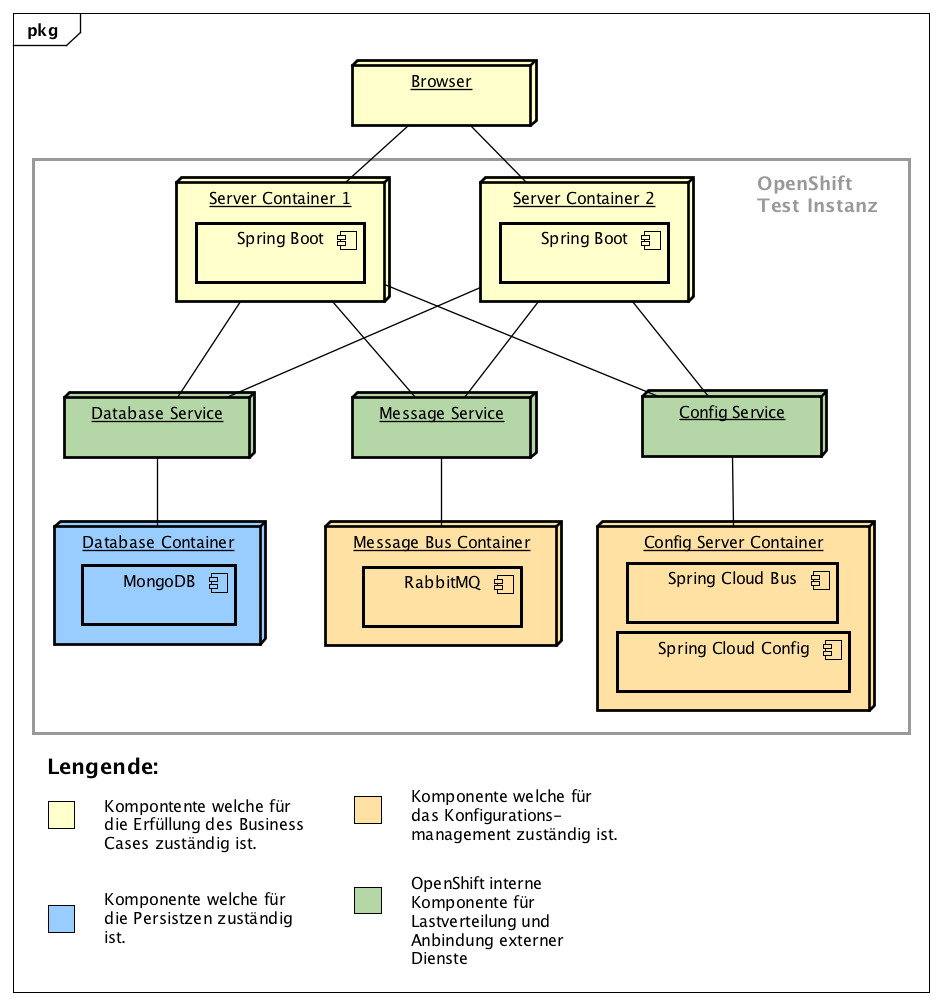 pkg
Browser
OpenShift
Test Instanz
Server Container 1
Spring Boot
Server Container 2
Spring Boot
Database Service
Message Service
Config Service
Database Container
MongoDB
Message Bus Container
RabbitMQ
Config Server Container
Spring Cloud Bus
Spring Cloud Config
Lengende:
Kompontente welche für
die Erfüllung des Business
Cases zuständig ist.
Komponente welche für
das Konfigurations-
management zuständig ist.
Komponente welche für
die Persistzen zuständig
ist.
OpenShift interne
Komponente für
Lastverteilung und
Anbindung externer
Dienste